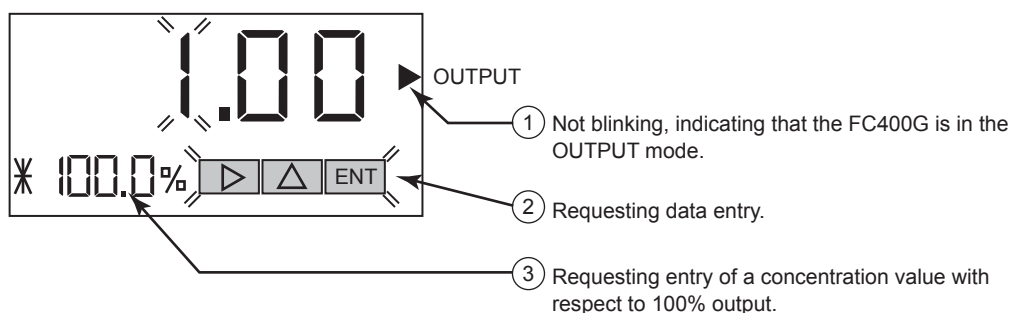 1.00
OUTPUT
1 Not blinking, indicating that the FC400G is in the
OUTPUT mode.
100.0% ENT
2 Requesting data entry.
3 Requesting entry of a concentration value with
respect to 100% output.